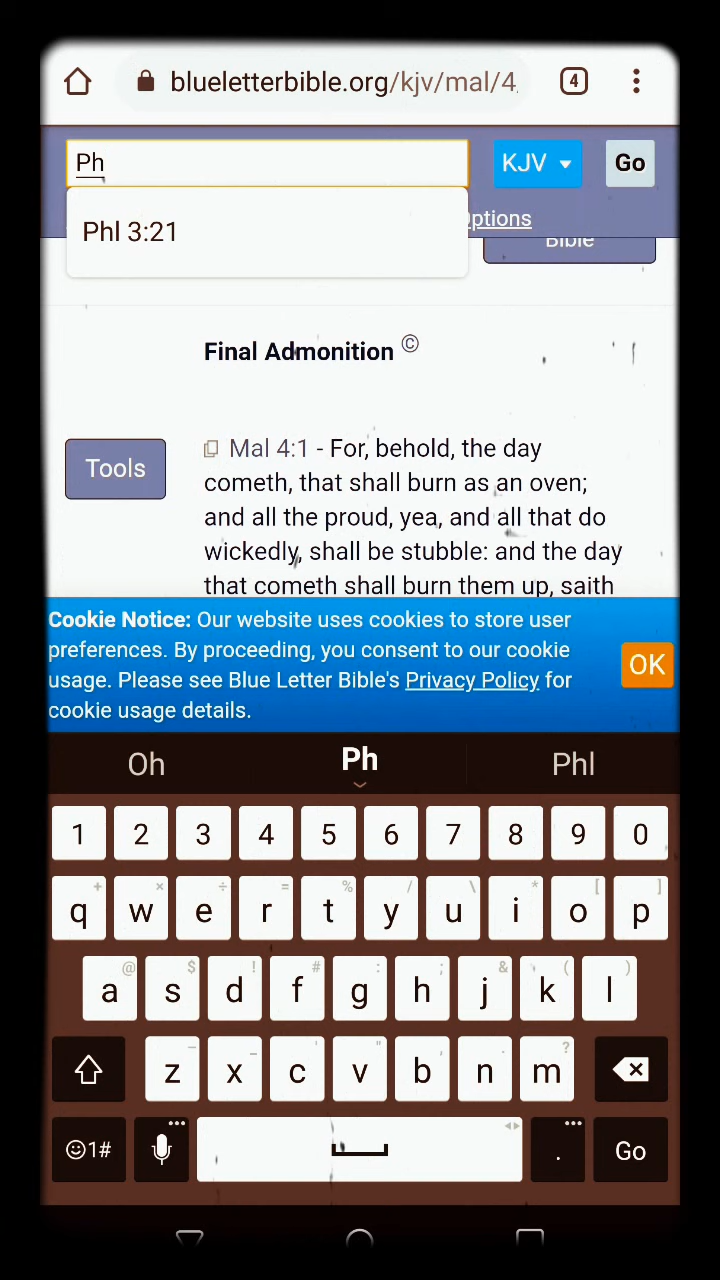 blueletterbible.org/kjv/mal/4
4
Ph
KJV
Go
Phl 3:21
ptions
Bible
Final Admonition ©
Tools
Mal 4:1 - For, behold, the day
cometh, that shall burn as an oven;
and all the proud, yea, and all that do
wickedly, shall be stubble: and the day
that cometh shall burn them up, saith
Cookie Notice: Our website uses cookies to store user
preferences. By proceeding, you consent to our cookie
usage. Please see Blue Letter Bible's Privacy Policy for
cookie usage details.
OK
Oh Ph Phl
1 2 3 4 5 6 7 8 9 0
+ × ÷ = % / \ * [ ]
q w e r t y u i o p
@ $ ! # : ; & ( )
a s d f g h j k l
– _ ' " , . ?
z x c v b n m
1# . Go